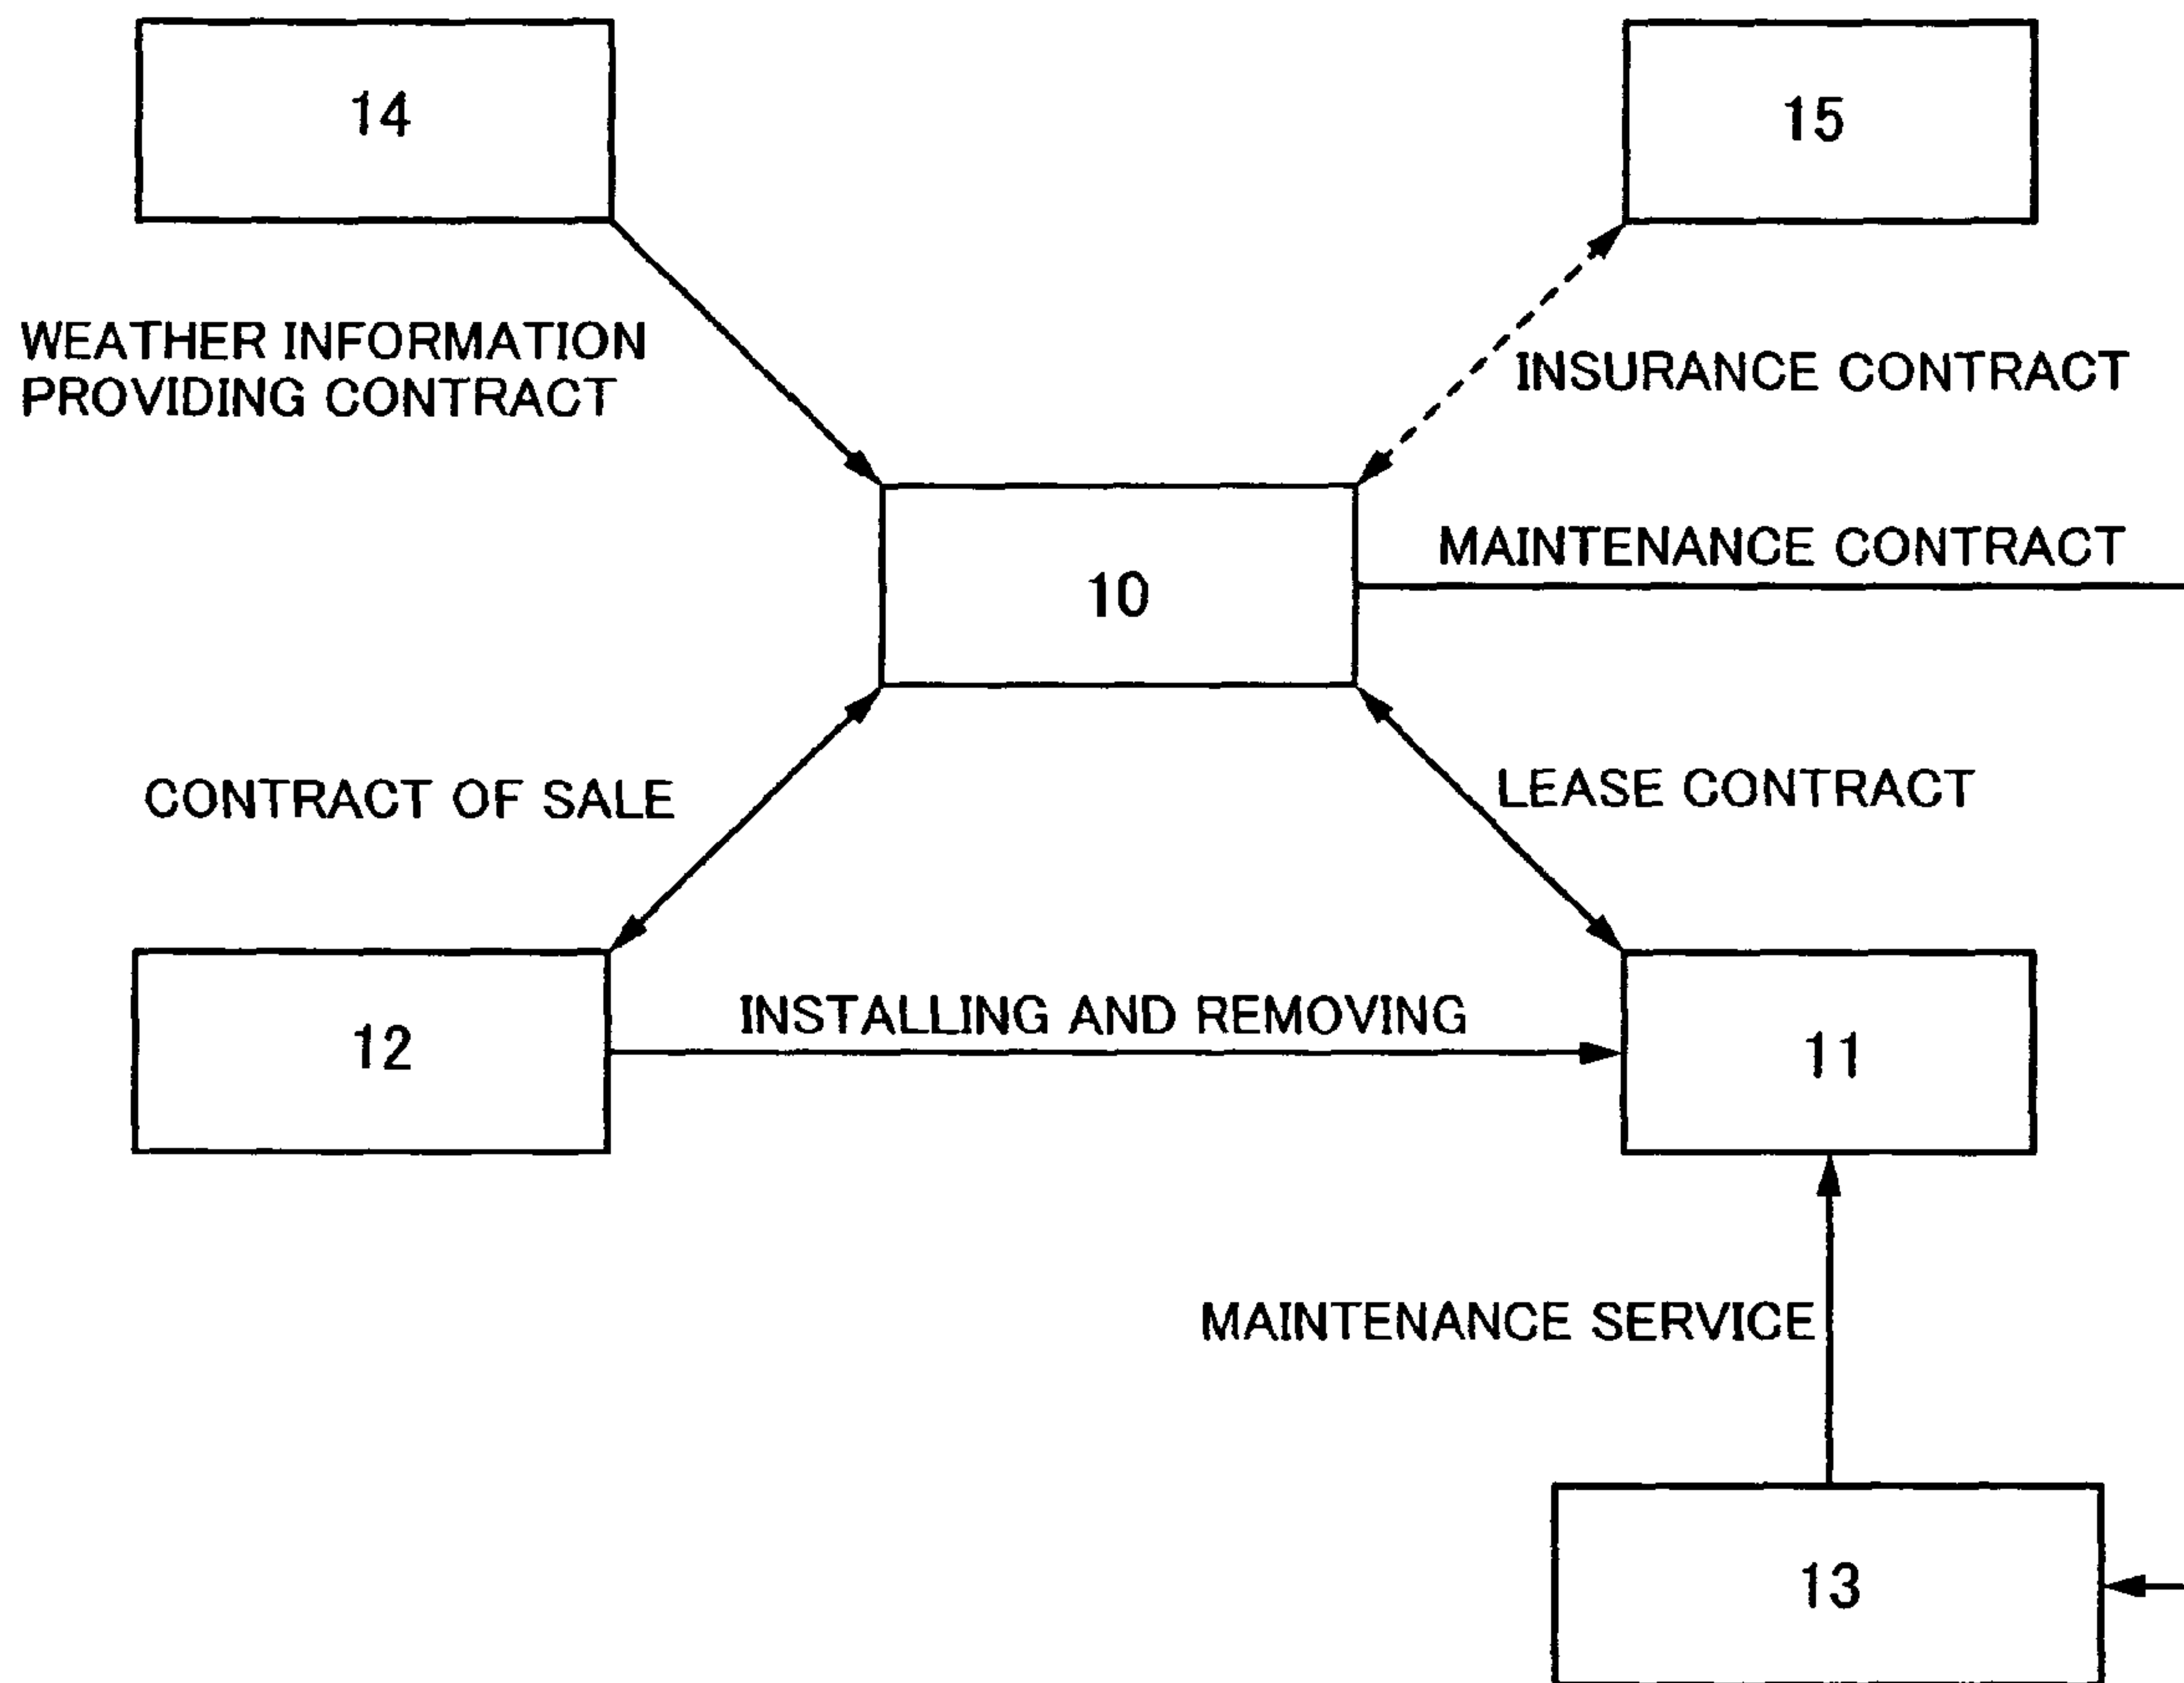 14
15
WEATHER INFORMATION
PROVIDING CONTRACT
INSURANCE CONTRACT
MAINTENANCE CONTRACT
10
CONTRACT OF SALE
LEASE CONTRACT
INSTALLING AND REMOVING
12
11
MAINTENANCE SERVICE
13